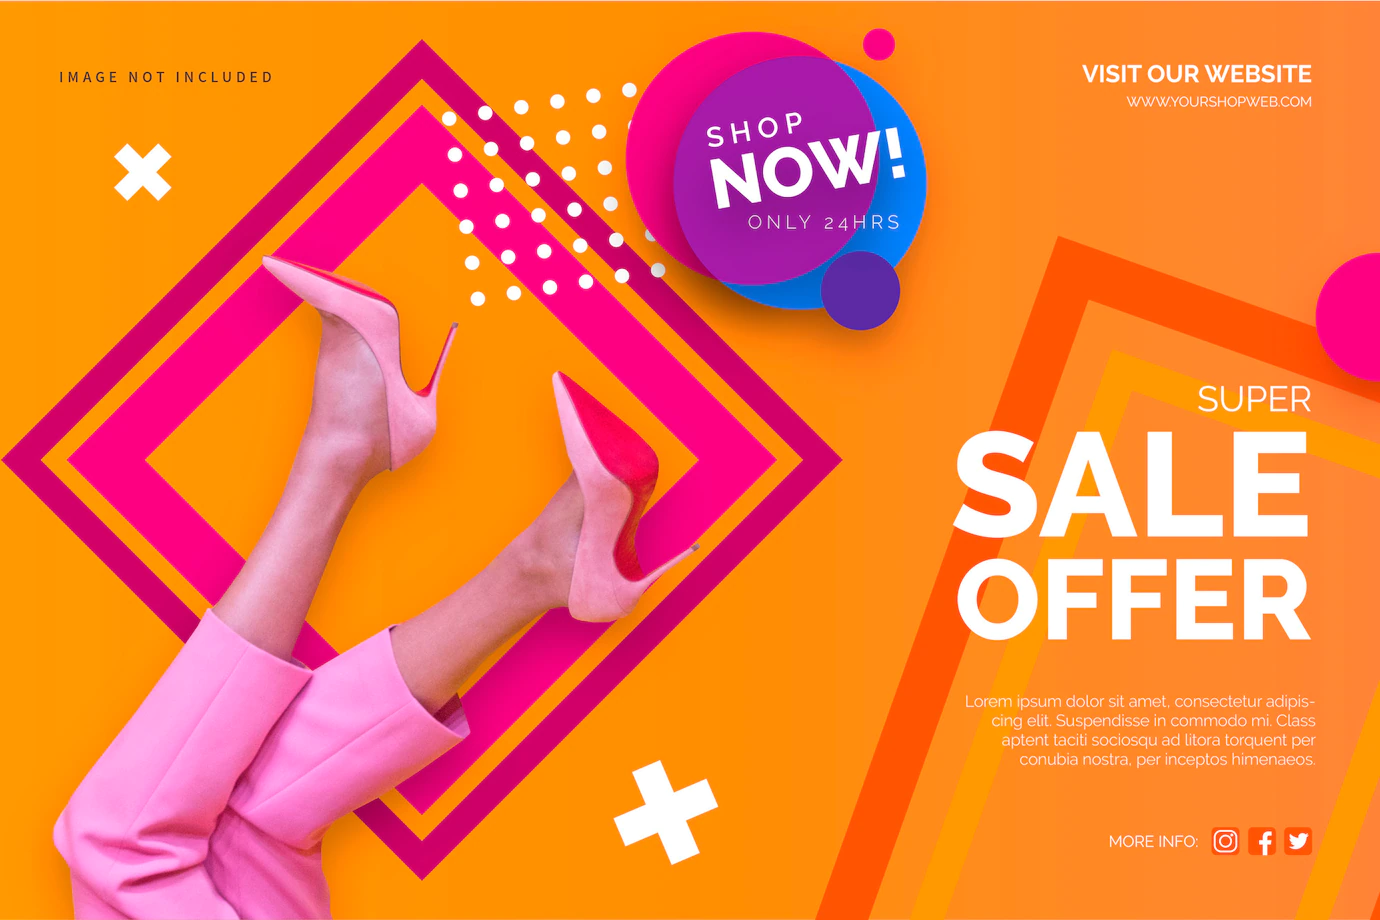 IMAGE NOT INCLUDED
SHOP
NOW!
ONLY 24HRS
VISIT OUR WEBSITE
WWW.YOURSHOPWEB.COM
SUPER
SALE
OFFER
Lorem ipsum dolor sit amet, consectetur adipis-
cing elit. Suspendisse in commodo mi. Class
aptent taciti sociosqu ad litora torquent per
conubia nostra, per inceptos himenaeos.
MORE INFO: